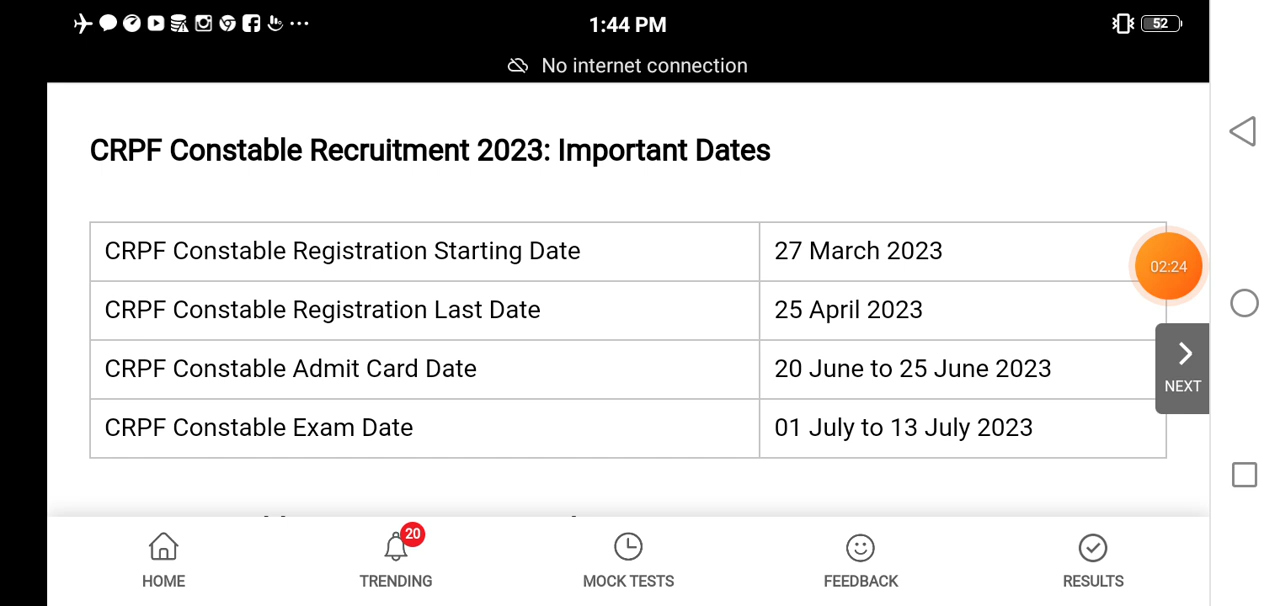 1:44 PM
52
No internet connection
CRPF Constable Recruitment 2023: Important Dates
CRPF Constable Registration Starting Date 27 March 2023
02:24
CRPF Constable Registration Last Date 25 April 2023
CRPF Constable Admit Card Date 20 June to 25 June 2023
NEXT
CRPF Constable Exam Date 01 July to 13 July 2023
20
HOME TRENDING MOCK TESTS FEEDBACK RESULTS